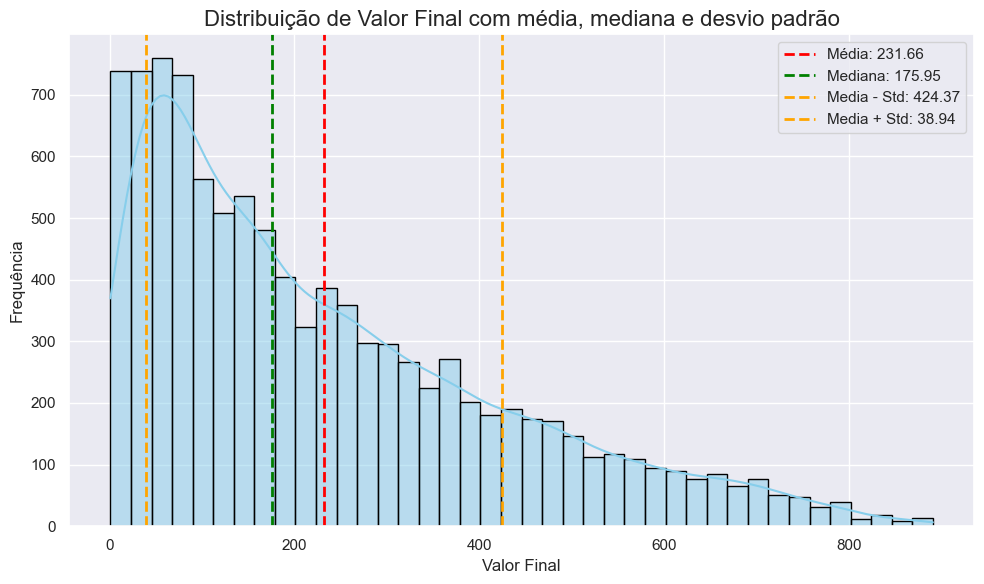 Distribuição de Valor Final com média, mediana e desvio padrão
Média: 231.66
Mediana: 175.95
Media - Std: 424.37
Media + Std: 38.94
Frequência
700
600
500
400
300
200
100
0
0 200 400 600 800
Valor Final